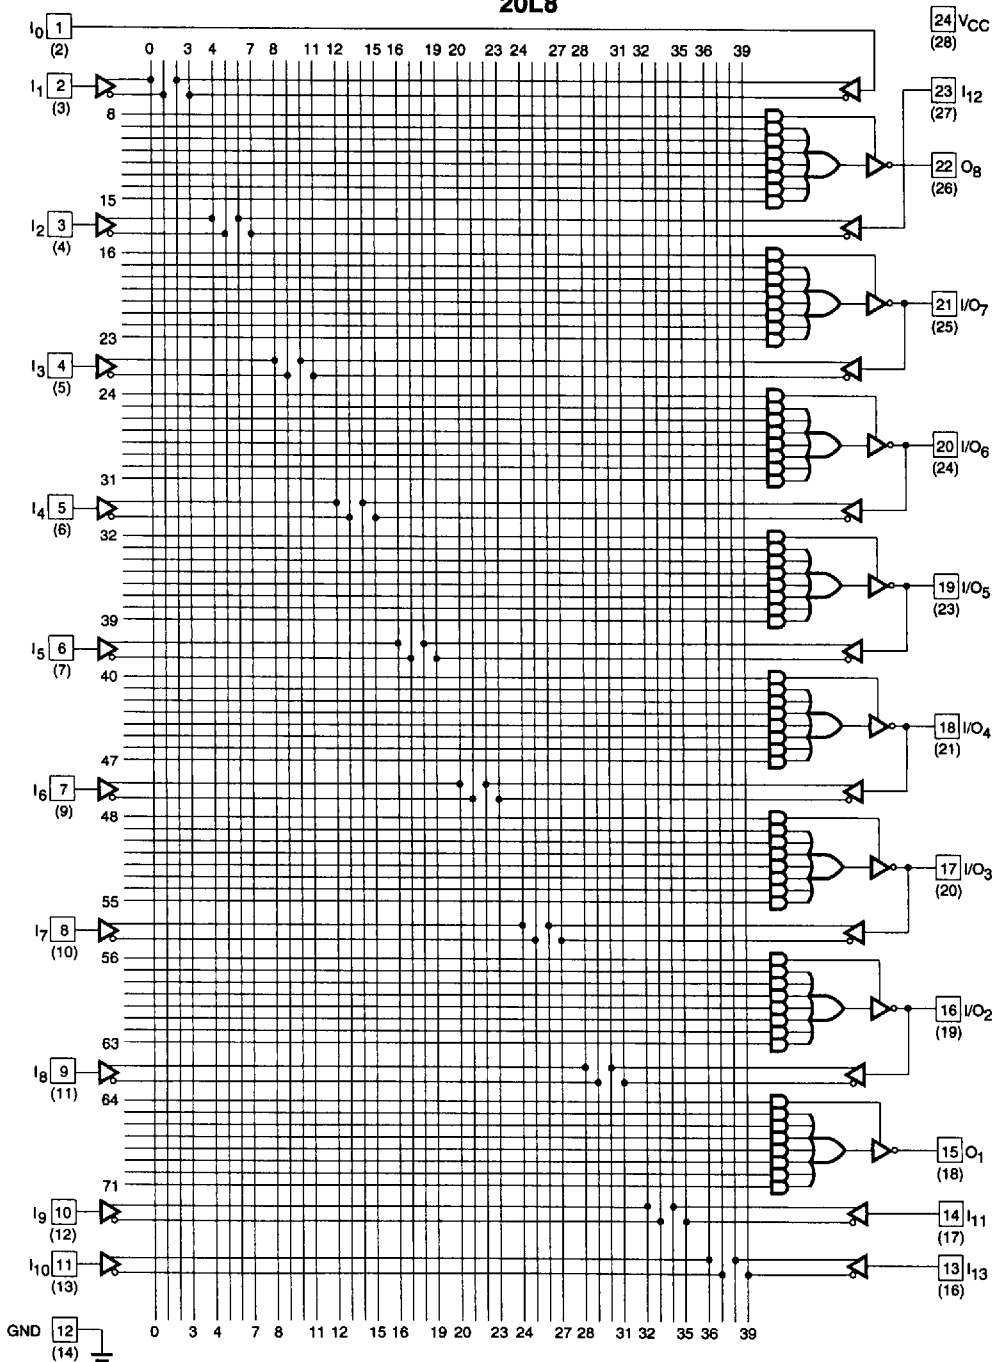 20L8
I0 1 24 VCC
(2) (28)
0 3 4 7 8 11 12 15 16 19 20 23 24 27 28 31 32 35 36 39
I1 2 23 I12
(3) (27)
8
22 O8
(26)
15
I2 3
(4)
16
21 I/O7
(25)
23
I3 4
(5)
24
20 I/O6
(24)
31
I4 5
(6)
32
19 I/O5
(23)
39
I5 6
(7)
40
18 I/O4
(21)
47
I6 7
(9)
48
17 I/O3
(20)
55
I7 8
(10)
56
16 I/O2
(19)
63
I8 9
(11)
64
15 O1
(18)
71
I9 10 14 I11
(12) (17)
I10 11 13 I13
(13) (16)
GND 12 0 3 4 7 8 11 12 15 16 19 20 23 24 27 28 31 32 35 36 39
(14)